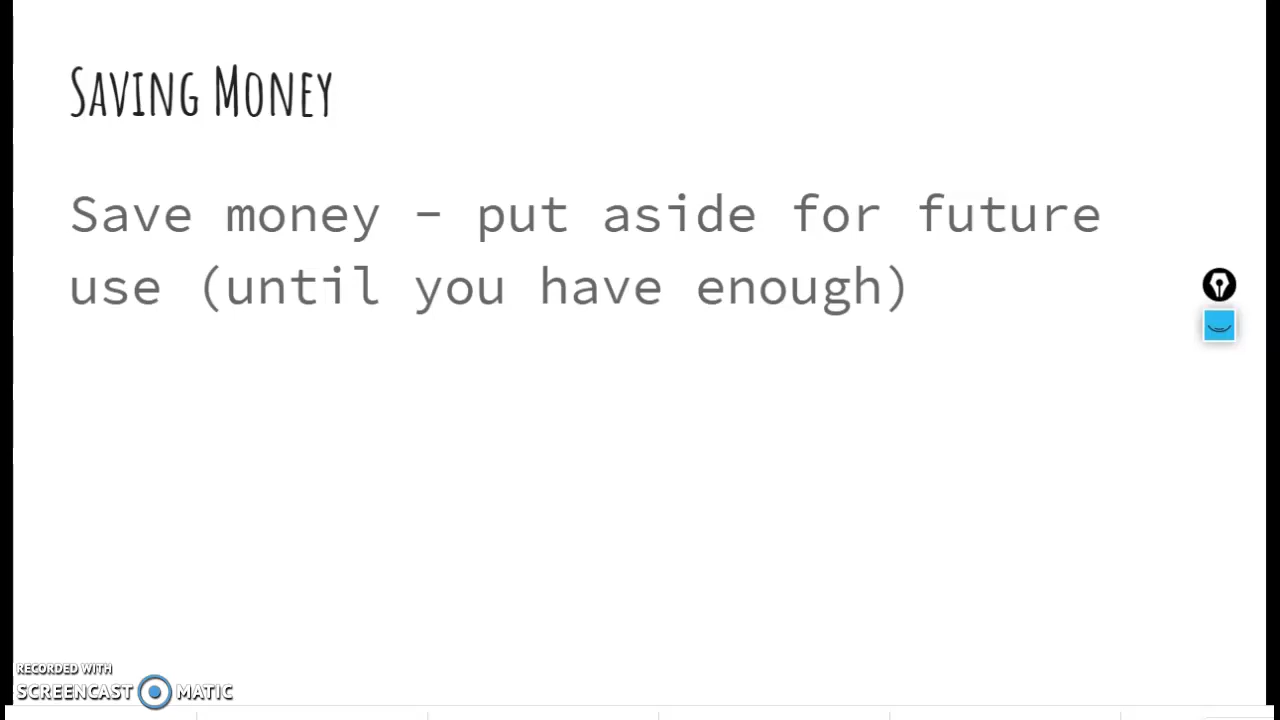 Saving Money
Save money - put aside for future
use (until you have enough)
RECORDED WITH
SCREENCAST MATIC